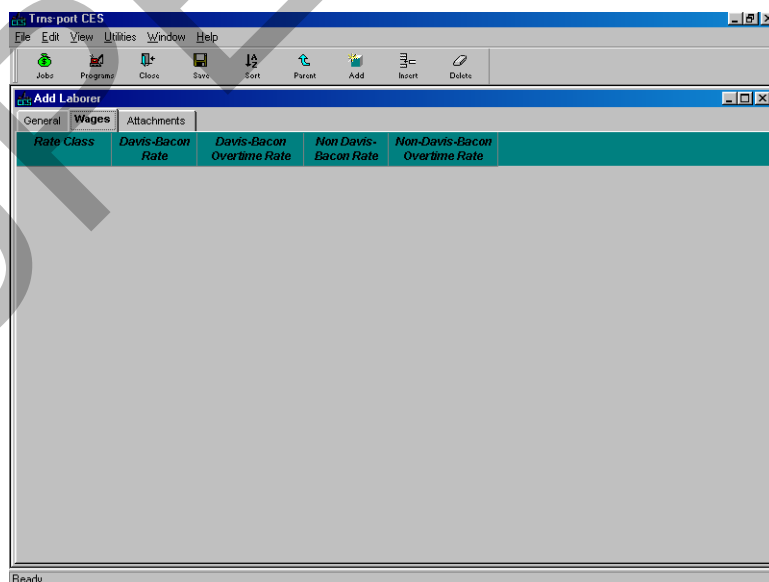 Trns·port CES
File Edit View Utilities Window Help
Jobs Programs Close Save Sort Parent Add Insert Delete
Add Laborer
General Wages Attachments
Rate Class Davis-Bacon Rate Davis-Bacon Overtime Rate Non Davis-Bacon Rate Non-Davis-Bacon Overtime Rate
Ready